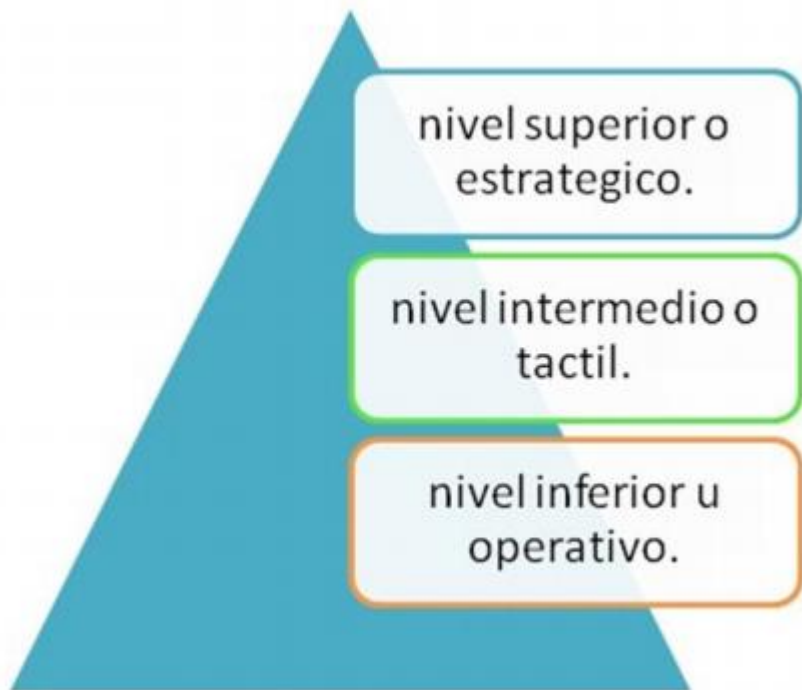 nivel superior o
estrategico.
nivel intermedio o
tactil.
nivel inferior u
operativo.